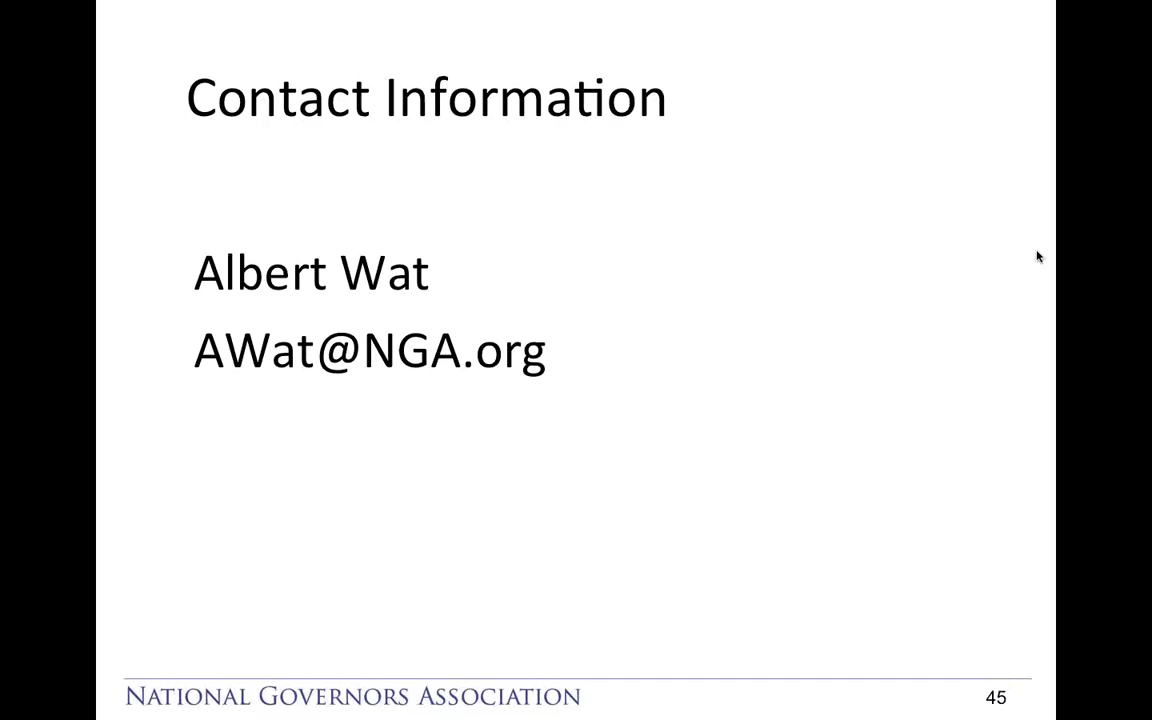 Contact Information
Albert Wat
AWat@NGA.org
NATIONAL GOVERNORS ASSOCIATION
45